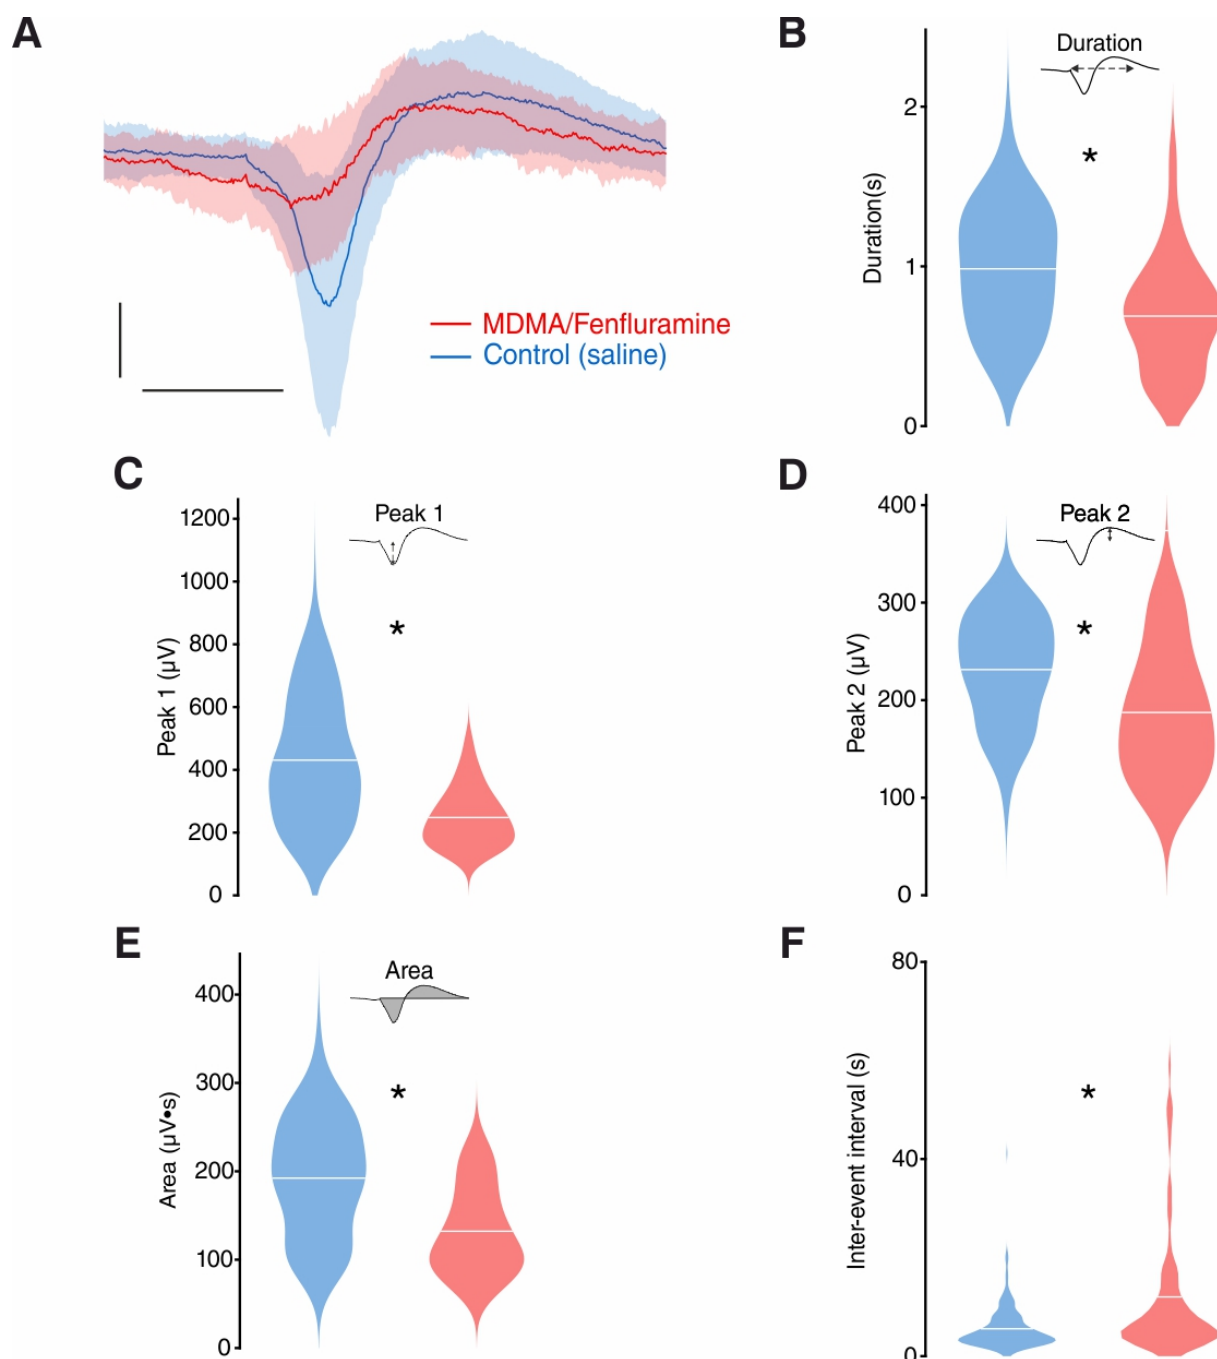 A
MDMA/Fenfluramine
Control (saline)
B
Duration
Duration(s)
2
*
1
0
C
Peak 1
Peak 1 (µV)
1200
1000
800
*
600
400
200
0
D
Peak 2
Peak 2 (µV)
400
300
*
200
100
0
E
Area
Area (µV•s)
400
300
*
200
100
0
F
Inter-event interval (s)
80
*
40
0